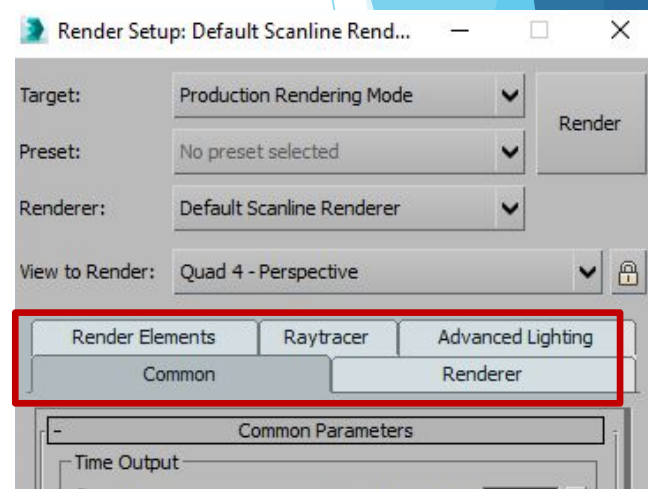 Render Setup: Default Scanline Rend...
Target: Production Rendering Mode
Render
Preset: No preset selected
Renderer: Default Scanline Renderer
View to Render: Quad 4 - Perspective
Render Elements Raytracer Advanced Lighting
Common Renderer
- Common Parameters
Time Output